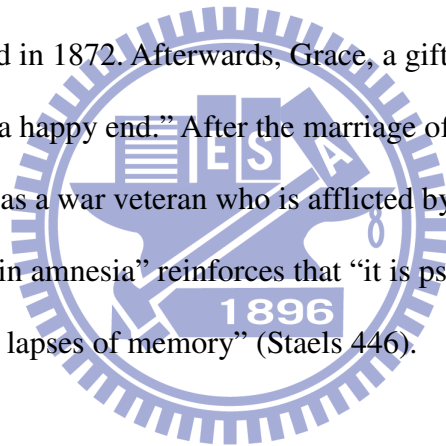 d in 1872. Afterwards, Grace, a gift
a happy end.” After the marriage of
as a war veteran who is afflicted by
in amnesia” reinforces that “it is ps
lapses of memory” (Staels 446).
E S A
1896